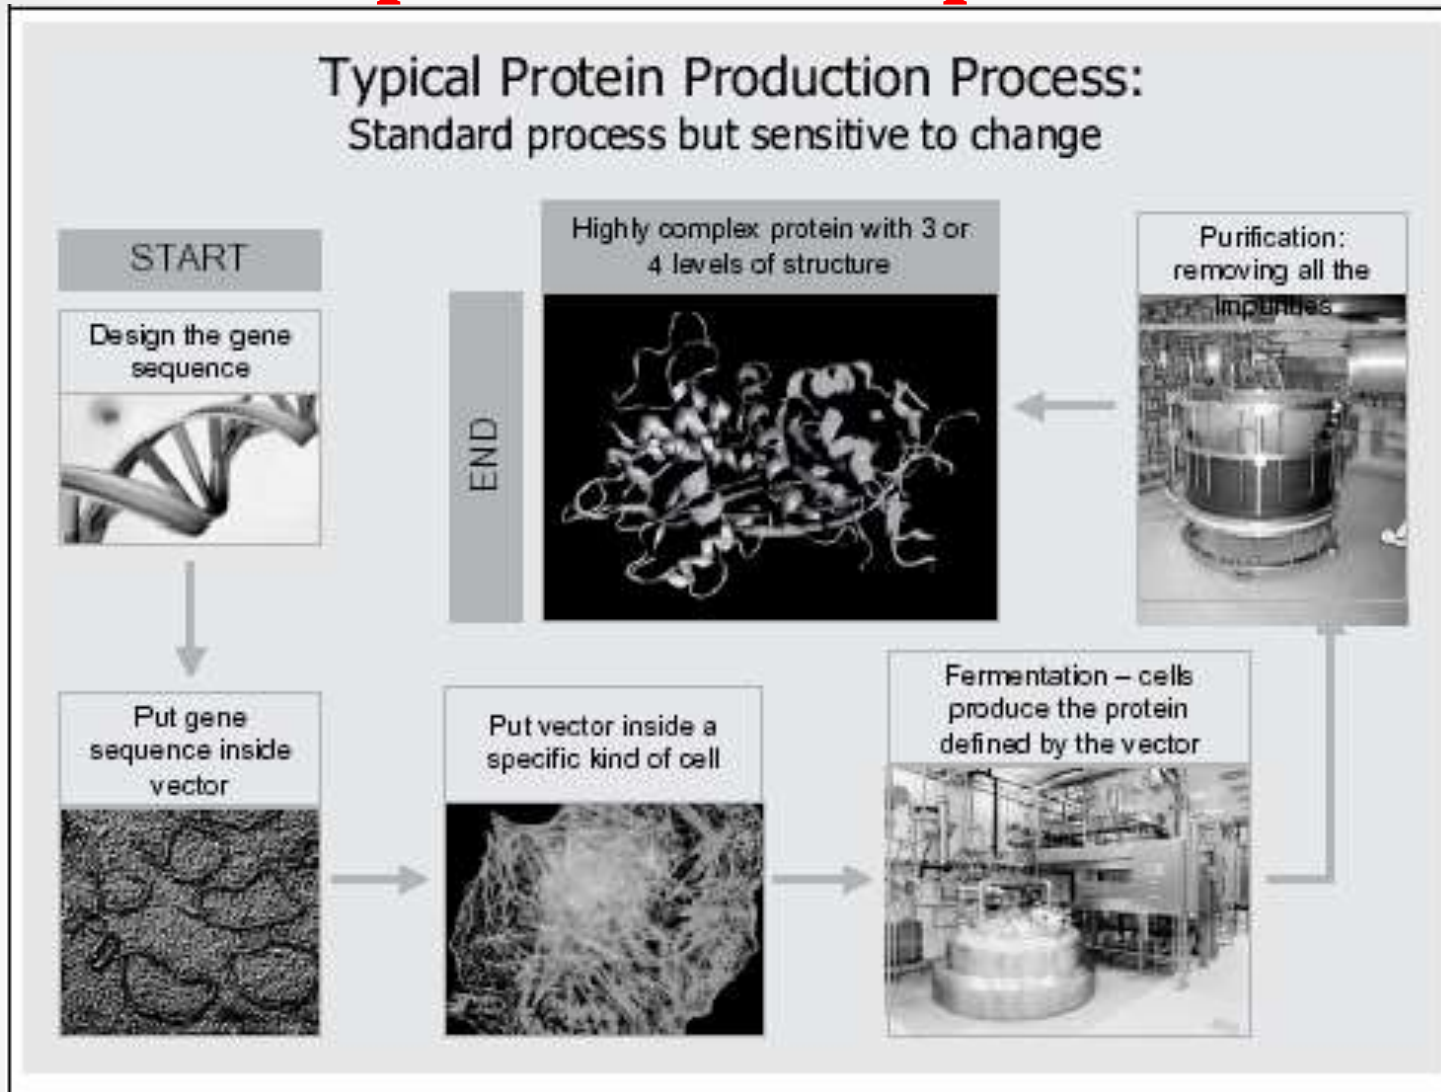 Typical Protein Production Process:
Standard process but sensitive to change
START
Design the gene
sequence
Put gene
sequence inside
vector
Put vector inside a
specific kind of cell
Fermentation – cells
produce the protein
defined by the vector
Purification:
removing all the
impurities
Highly complex protein with 3 or
4 levels of structure
END